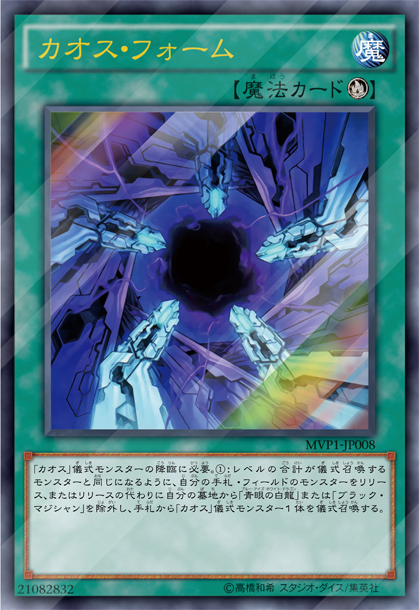 カオス・フォーム
魔
【魔法カード】
MVP1-JP008
「カオス」儀式モンスターの降臨に必要。①:レベルの合計が儀式召喚する
モンスターと同じになるように、自分の手札・フィールドのモンスターをリリー
ス、またはリリースの代わりに自分の墓地から「青眼の白龍」または「ブラック・
マジシャン」を除外し、手札から「カオス」儀式モンスター1体を儀式召喚する。
21082832
©高橋和希 スタジオ・ダイス/集英社